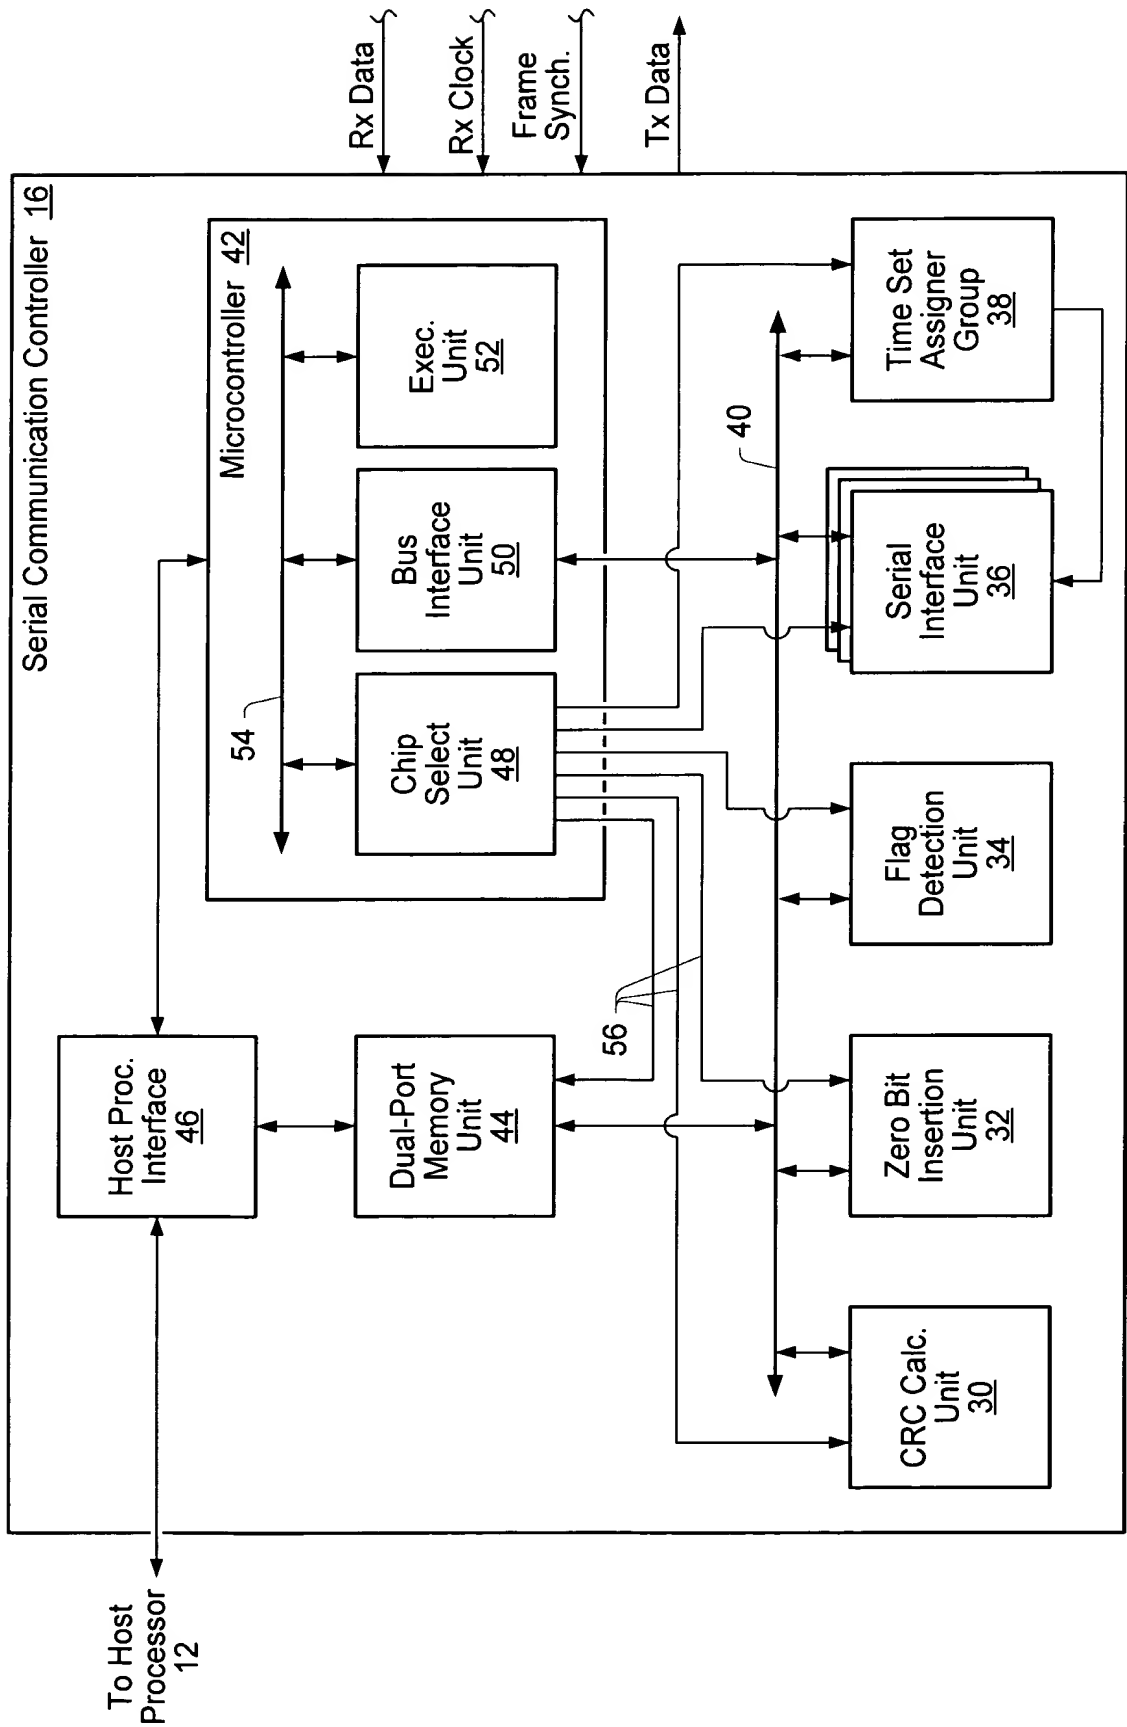 Serial Communication Controller 16
To Host
Processor
12
Host Proc.
Interface
46
Microcontroller 42
54
Rx Data
Rx Clock
Frame
Synch.
Tx Data
Dual-Port
Memory
Unit
44
Chip
Select
Unit
48
Bus
Interface
Unit
50
Exec.
Unit
52
56
40
CRC Calc.
Unit
30
Zero Bit
Insertion
Unit
32
Flag
Detection
Unit
34
Serial
Interface
Unit
36
Time Set
Assigner
Group
38